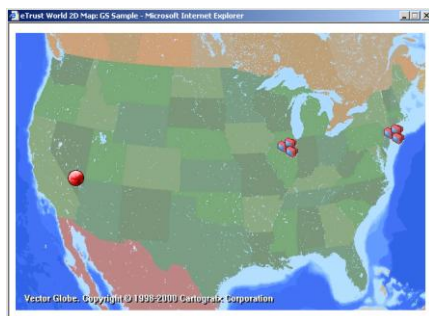 eTrust World 2D Map: GS Sample - Microsoft Internet Explorer
Vector Globe. Copyright © 1998-2000 Cartografx Corporation